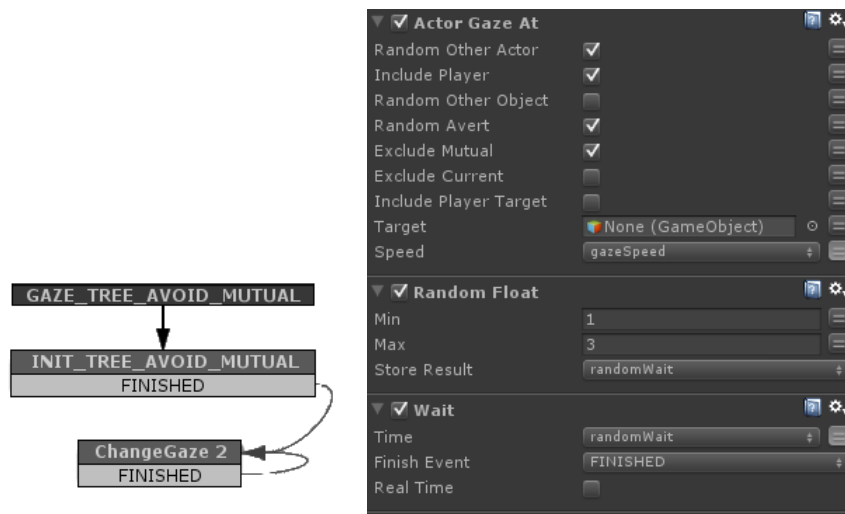 GAZE_TREE_AVOID_MUTUAL
INIT_TREE_AVOID_MUTUAL
FINISHED
ChangeGaze 2
FINISHED
Actor Gaze At
Random Other Actor
Include Player
Random Other Object
Random Avert
Exclude Mutual
Exclude Current
Include Player Target
Target None (GameObject)
Speed gazeSpeed
Random Float
Min 1
Max 3
Store Result randomWait
Wait
Time randomWait
Finish Event FINISHED
Real Time